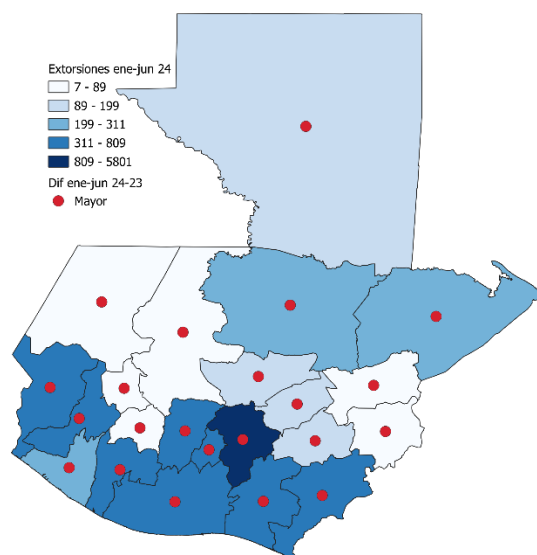 Extorsiones ene-jun 24
7 - 89
89 - 199
199 - 311
311 - 809
809 - 5801
Dif ene-jun 24-23
Mayor